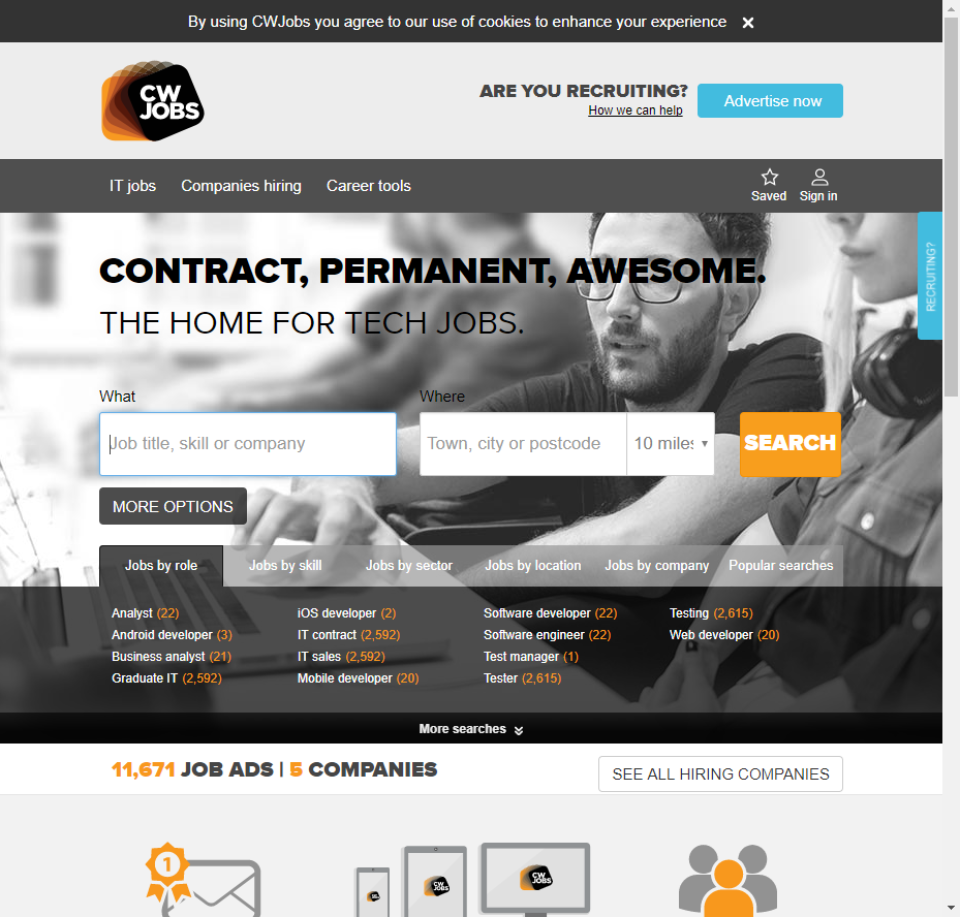 By using CWJobs you agree to our use of cookies to enhance your experience ×
CW
JOBS
ARE YOU RECRUITING?
How we can help
Advertise now
IT jobs Companies hiring Career tools
Saved Sign in
RECRUITING?
CONTRACT, PERMANENT, AWESOME.
THE HOME FOR TECH JOBS.
What Where
Job title, skill or company Town, city or postcode 10 miles SEARCH
MORE OPTIONS
Jobs by role Jobs by skill Jobs by sector Jobs by location Jobs by company Popular searches
Analyst (22) iOS developer (2) Software developer (22) Testing (2,615)
Android developer (3) IT contract (2,592) Software engineer (22) Web developer (20)
Business analyst (21) IT sales (2,592) Test manager (1)
Graduate IT (2,592) Mobile developer (20) Tester (2,615)
More searches
11,671 JOB ADS | 5 COMPANIES SEE ALL HIRING COMPANIES
1
CW
JOBS
CW
JOBS
CW
JOBS